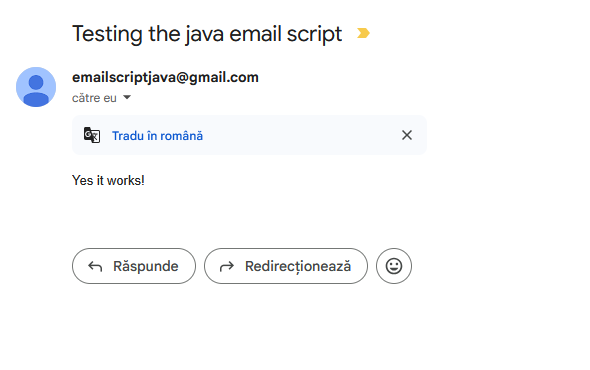 Testing the java email script
emailscriptjava@gmail.com
către eu
Tradu în română
Yes it works!
Răspunde
Redirecționează